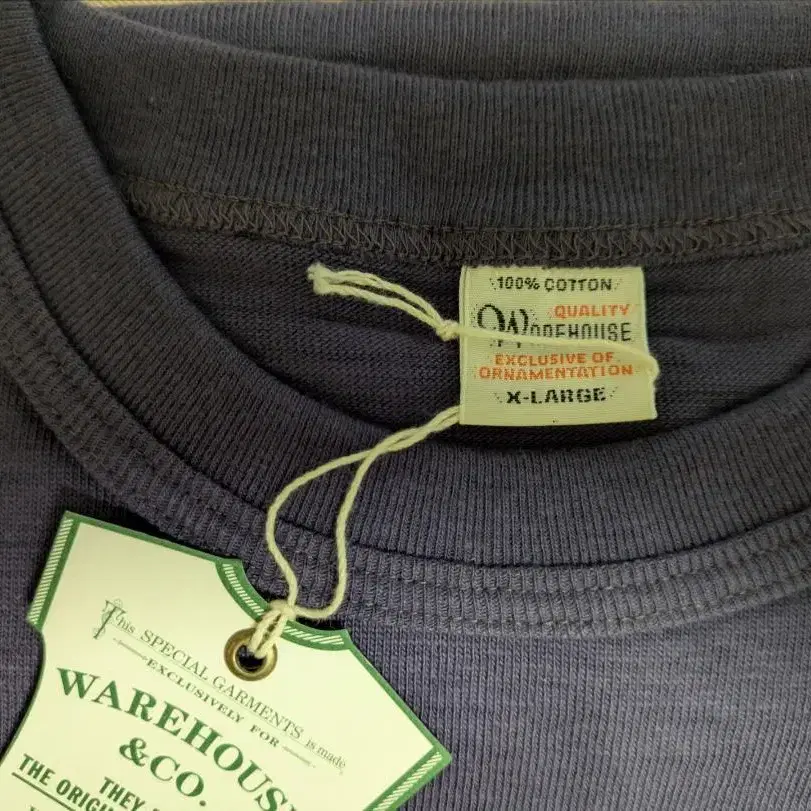 100% COTTON
QUALITY
WAREHOUSE
EXCLUSIVE OF
ORNAMENTATION
X-LARGE
This SPECIAL GARMENTS is made
EXCLUSIVELY FOR
WAREHOUS
&CO.
THEY
THE ORIGI